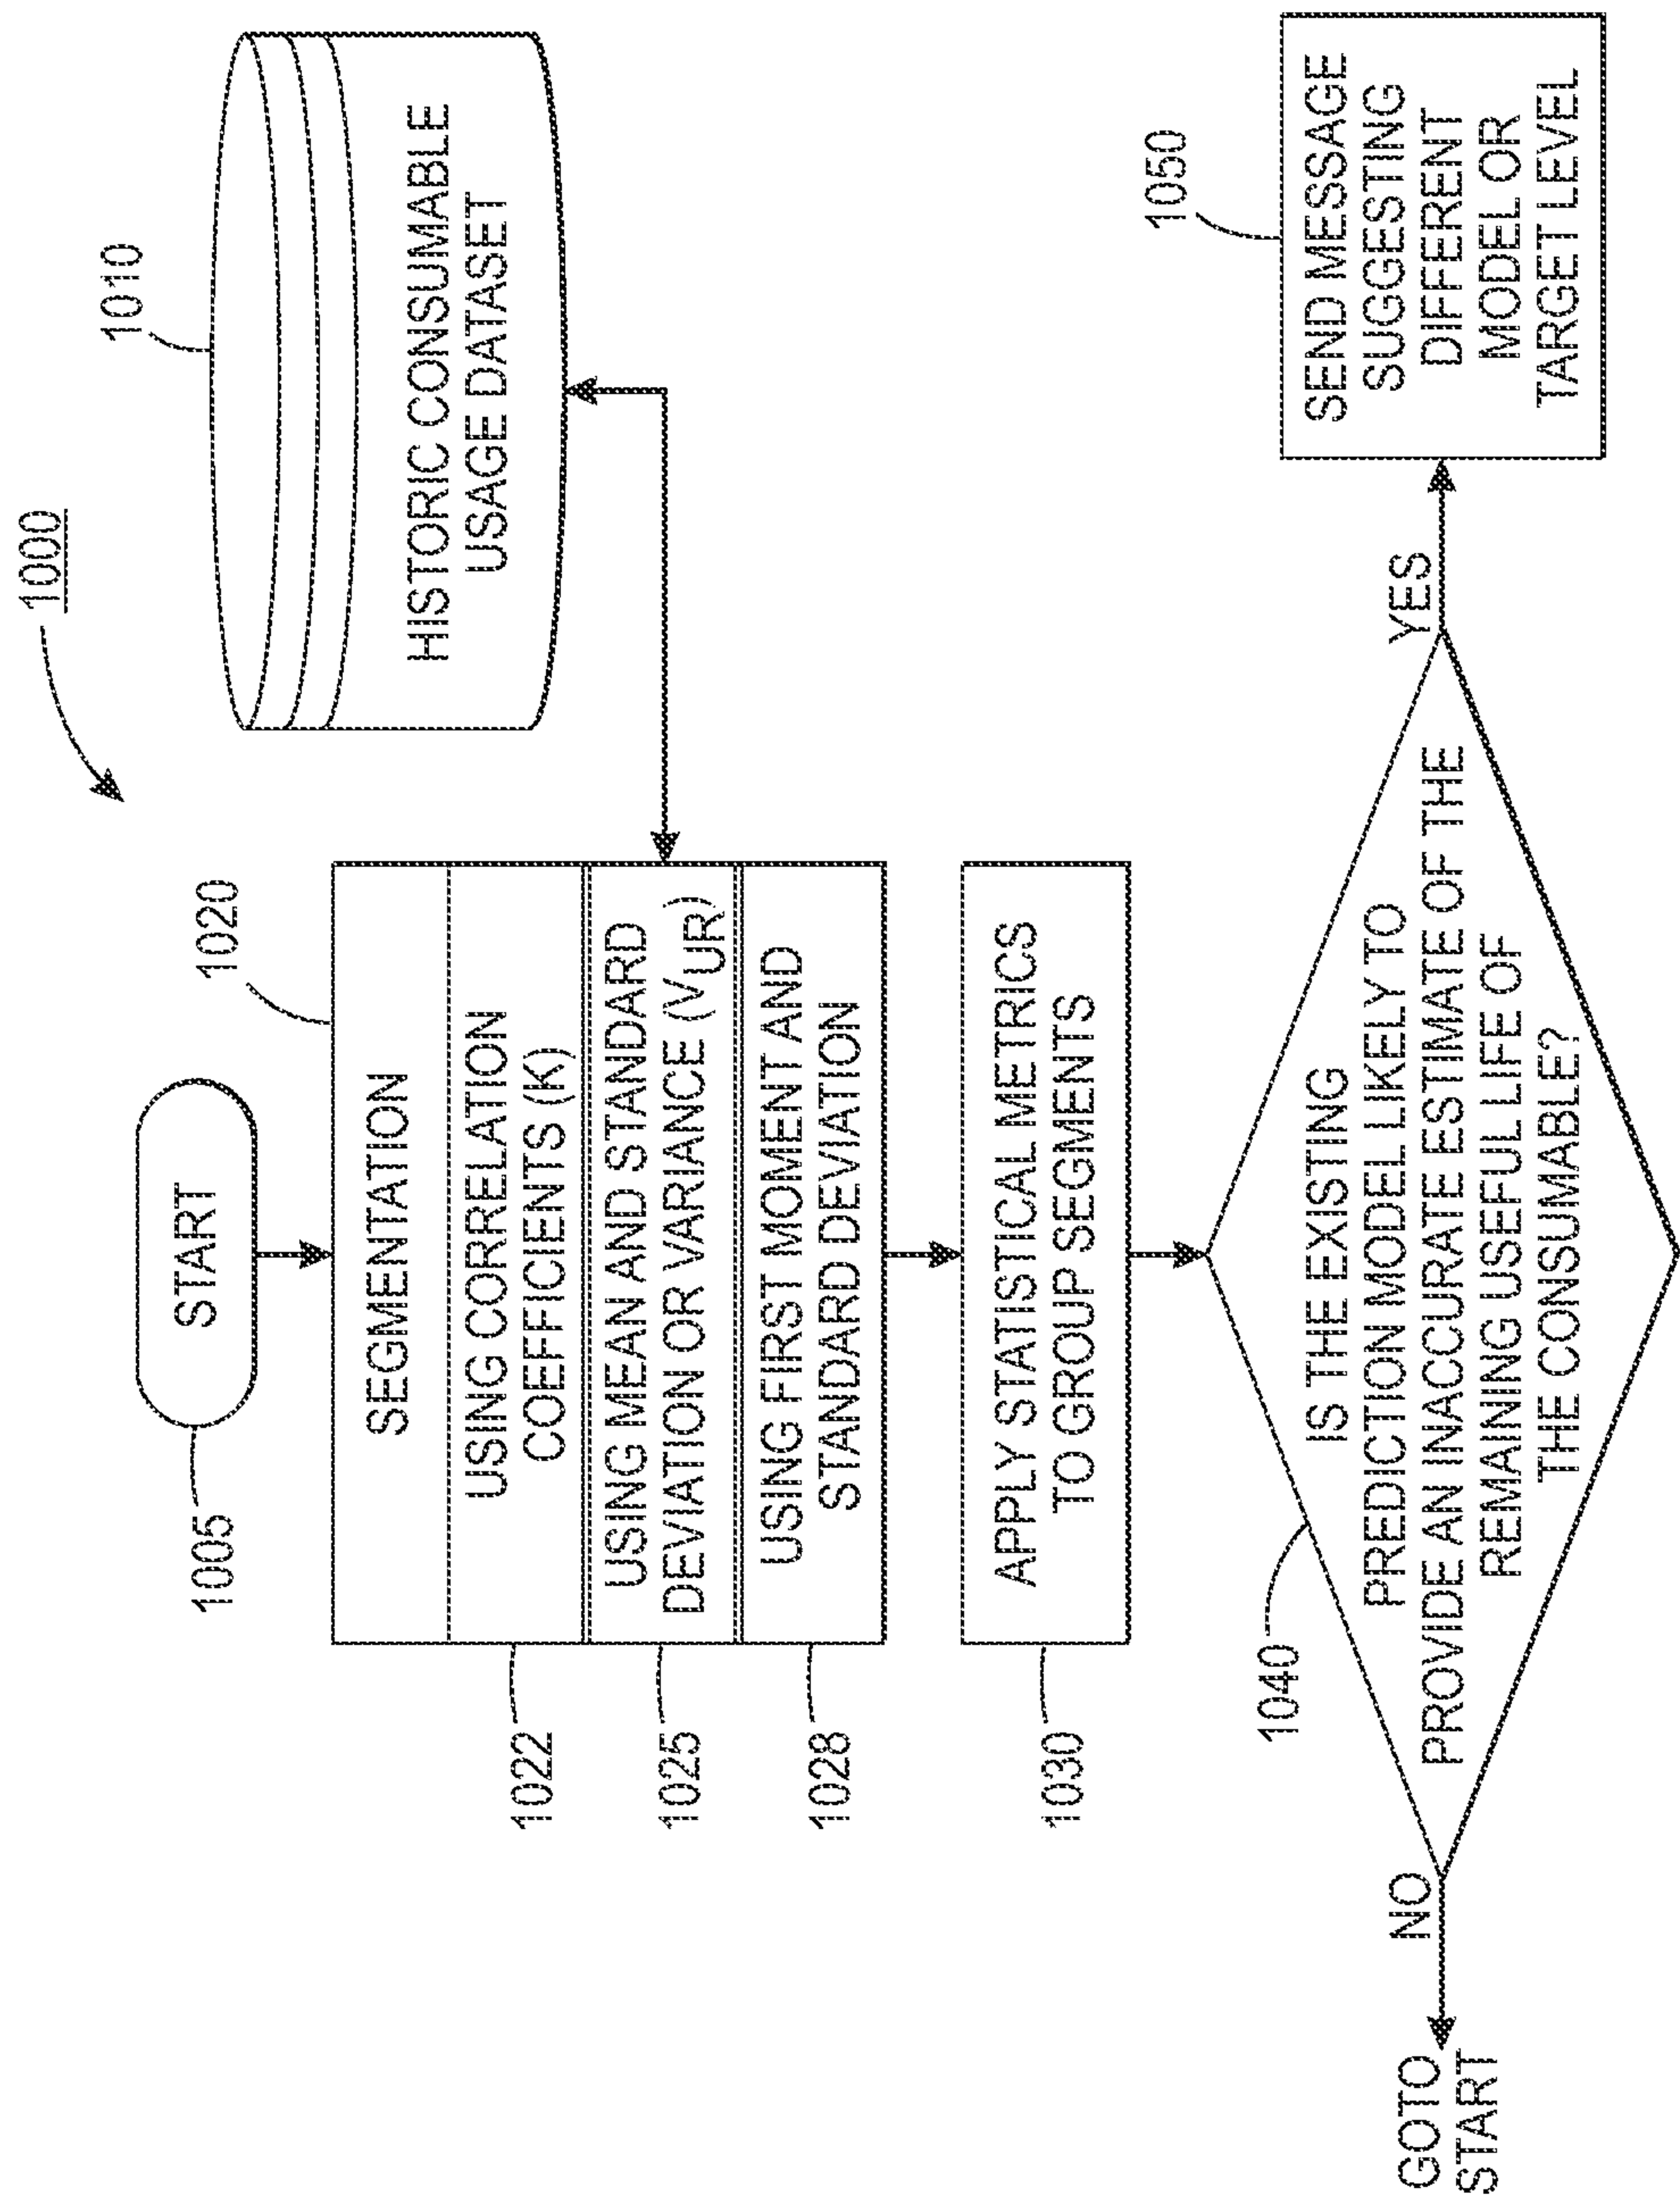 1000
1005
START
1010
HISTORIC CONSUMABLE
USAGE DATASET
1020
SEGMENTATION
1022
USING CORRELATION
COEFFICIENTS (K)
1025
USING MEAN AND STANDARD
DEVIATION OR VARIANCE (VUR)
1028
USING FIRST MOMENT AND
STANDARD DEVIATION
1030
APPLY STATISTICAL METRICS
TO GROUP SEGMENTS
1040
IS THE EXISTING
PREDICTION MODEL LIKELY TO
PROVIDE AN INACCURATE ESTIMATE OF THE
REMAINING USEFUL LIFE OF
THE CONSUMABLE?
NO
GOTO
START
YES
1050
SEND MESSAGE
SUGGESTING
DIFFERENT
MODEL OR
TARGET LEVEL